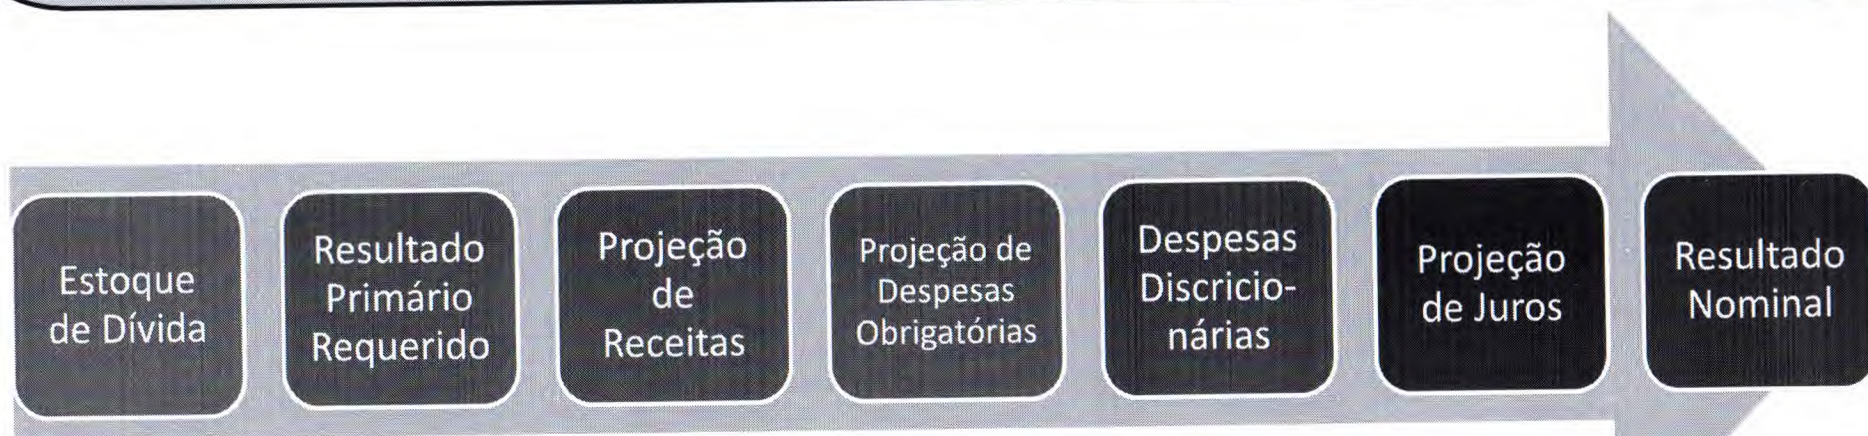 Estoque
de Dívida
Resultado
Primário
Requerido
Projeção
de
Receitas
Projeção de
Despesas
Obrigatórias
Despesas
Discricio-
nárias
Projeção
de Juros
Resultado
Nominal